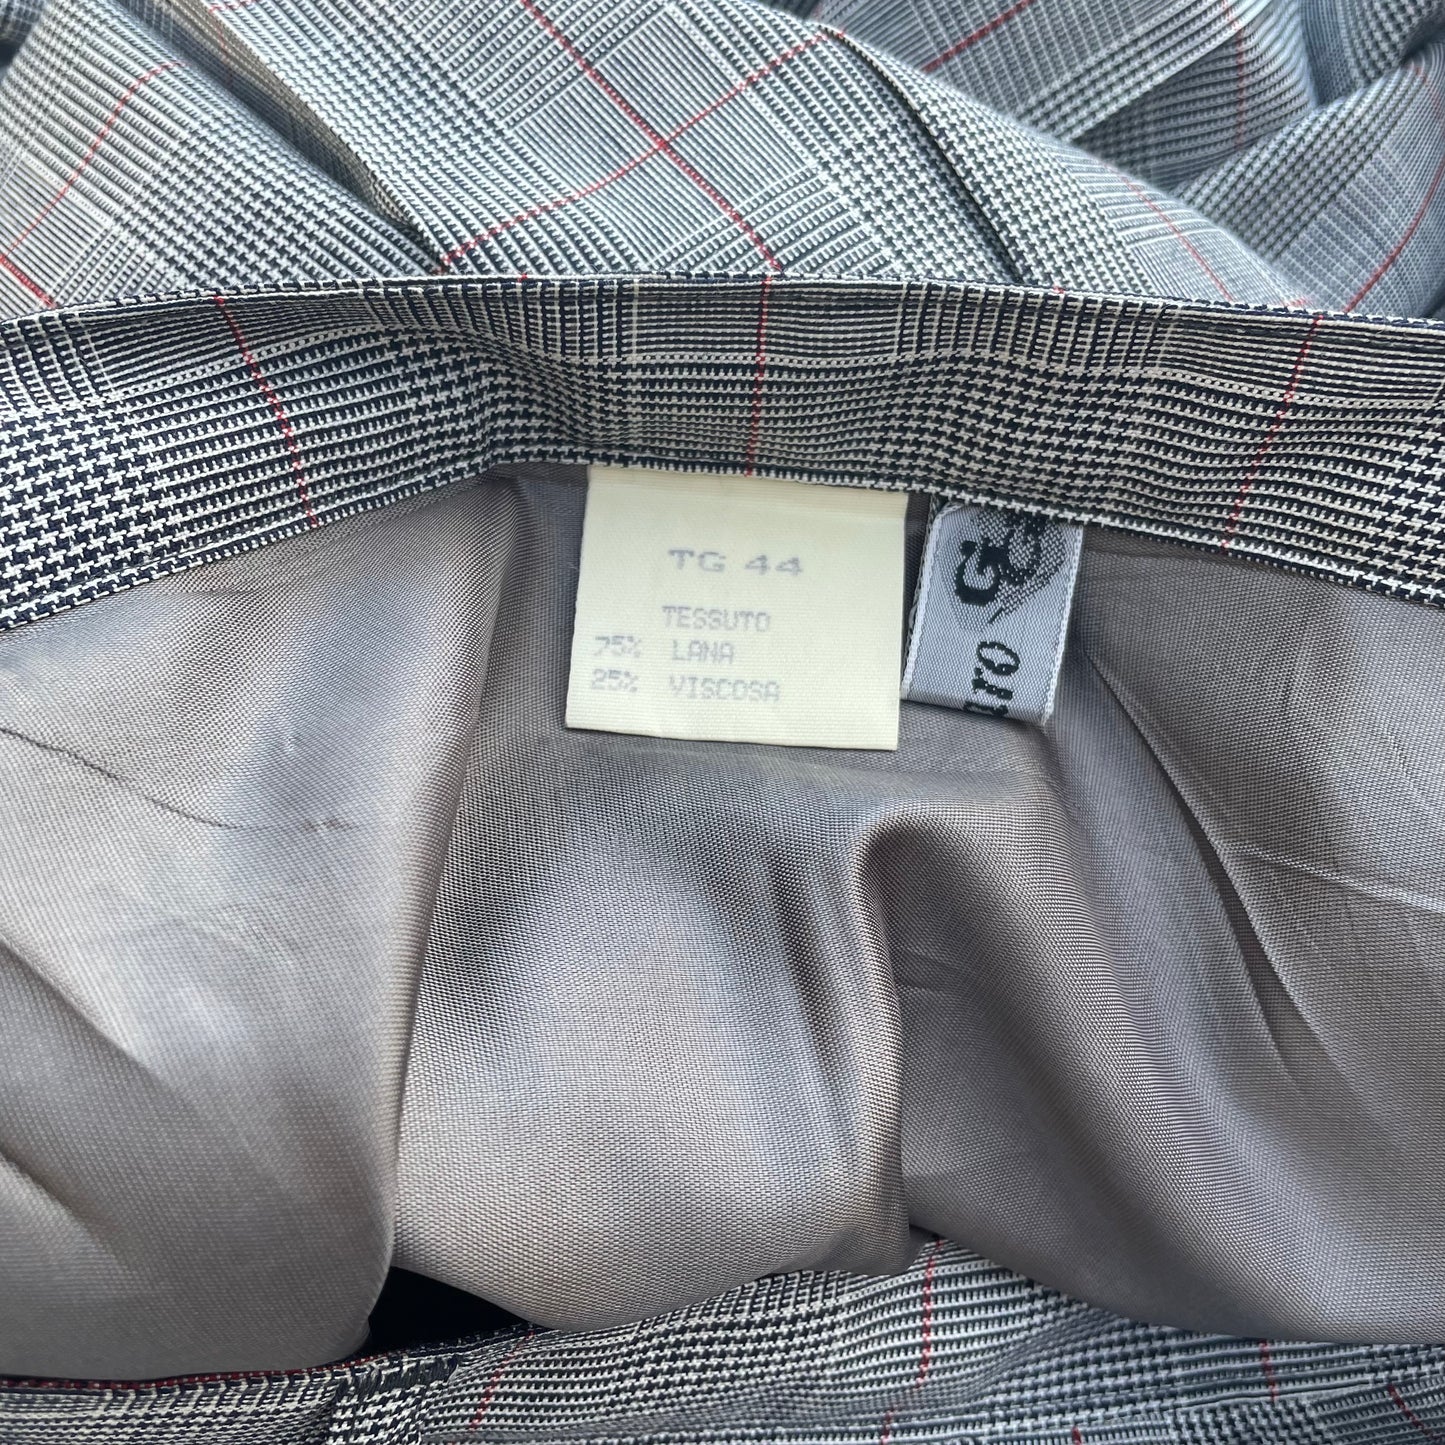 TG 44
TESSUTO
75% LANA
25% VISCOSA